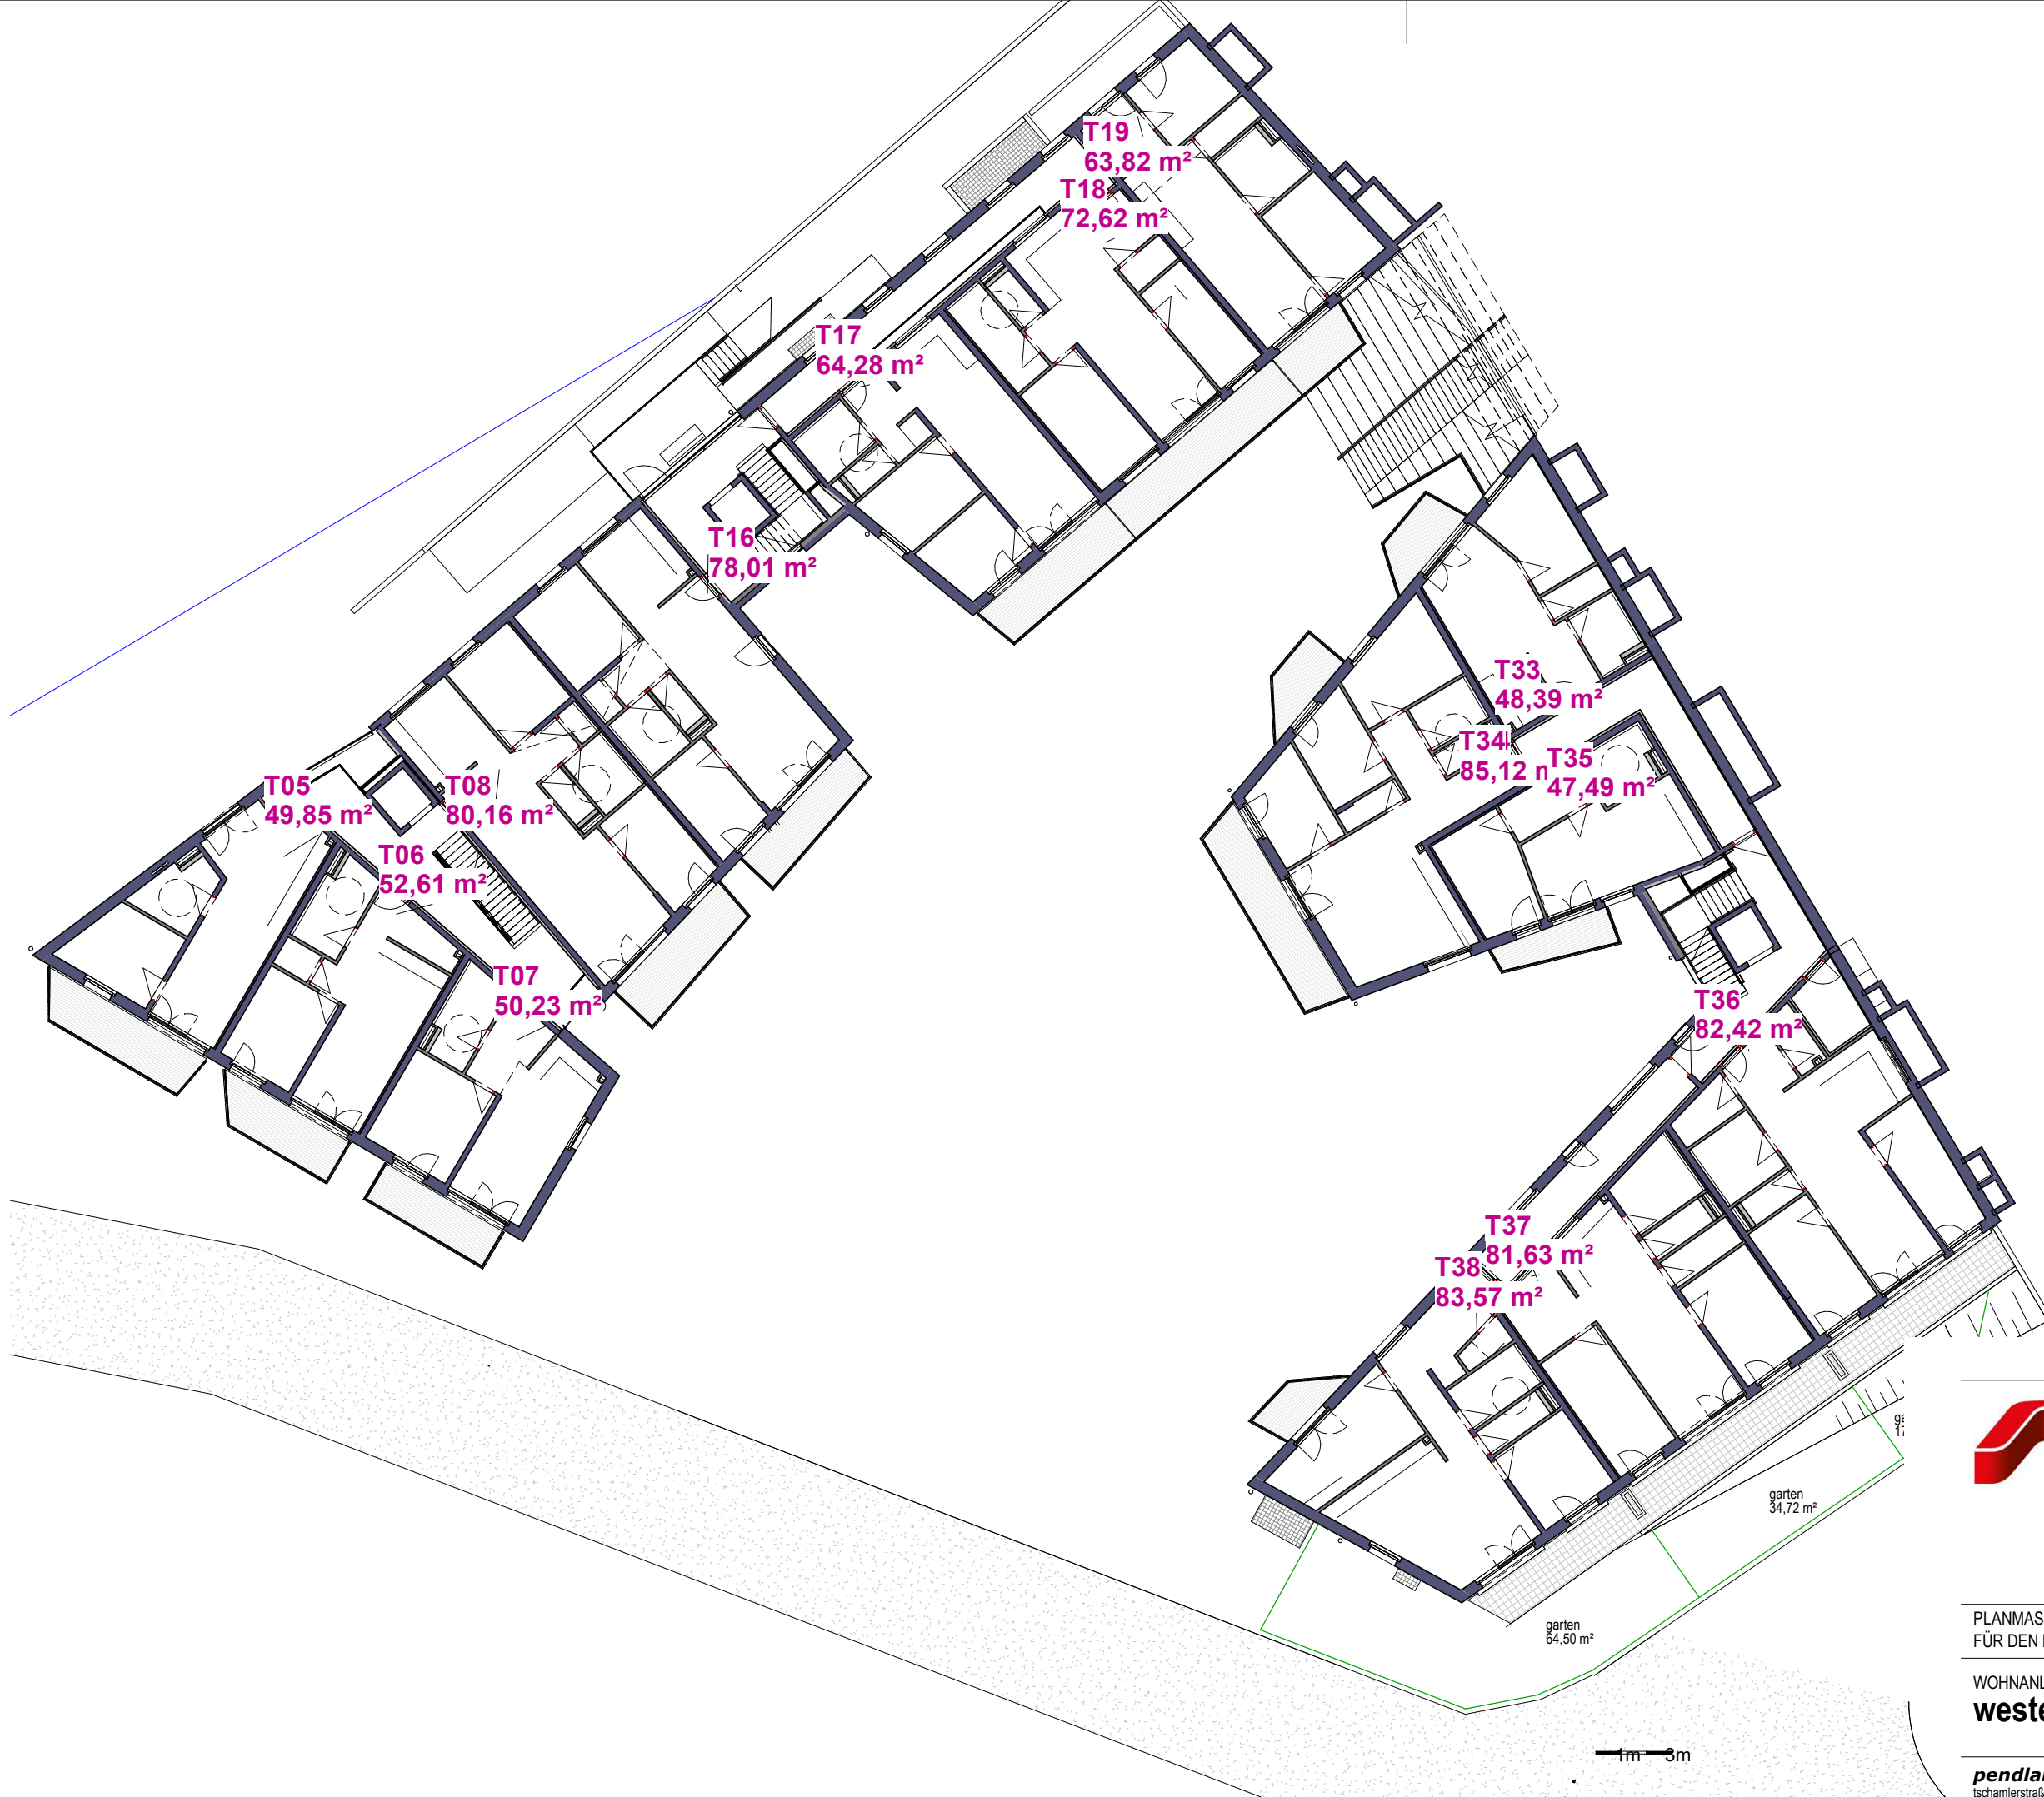 T19
63,82 m²
T18
72,62 m²
T17
64,28 m²
T16
78,01 m²
T33
48,39 m²
T34
85,12 m
T35
47,49 m²
T05
49,85 m²
T08
80,16 m²
T06
52,61 m²
T07
50,23 m²
T36
82,42 m²
T37
81,63 m²
T38
83,57 m²
garten
34,72 m²
garten
64,50 m²
1m 3m
PLANMAS
FÜR DEN
WOHNANL
weste
pendla
tschamlerstraß